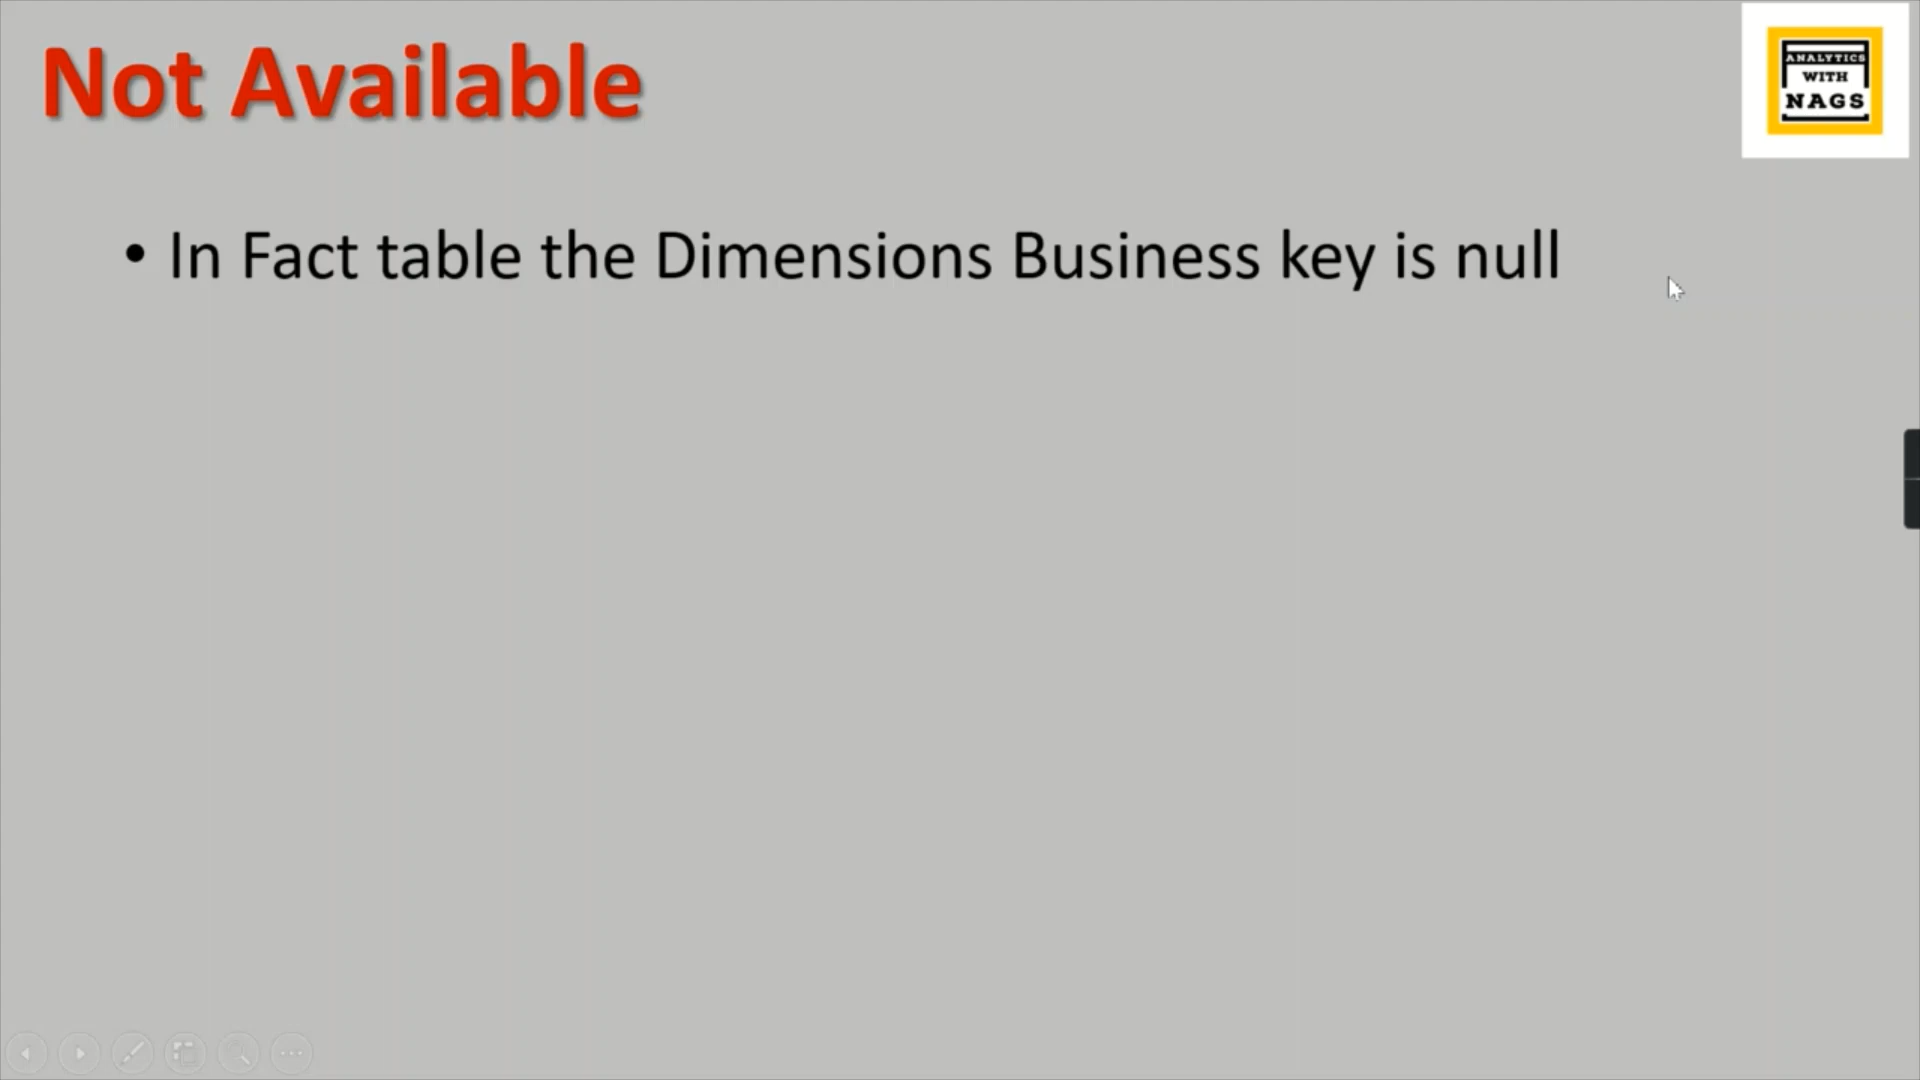 Not Available
ANALYTICS
WITH
NAGS
• In Fact table the Dimensions Business key is null